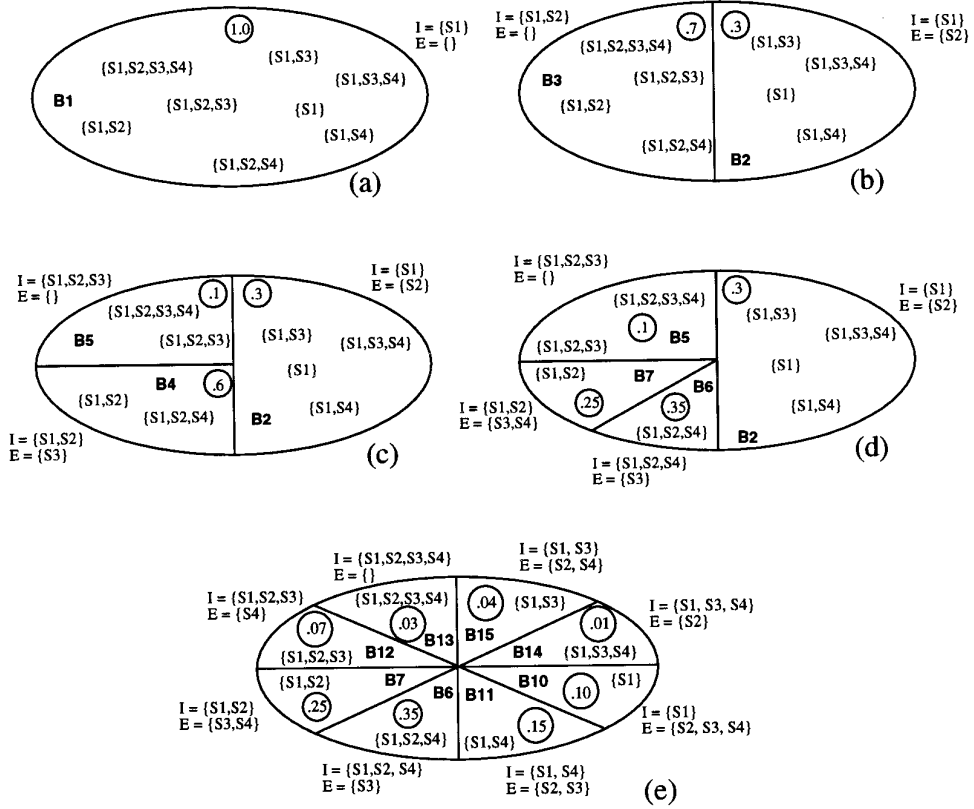 1.0
I = {S1}
E = {}
{S1,S3}
{S1,S2,S3,S4}
{S1,S3,S4}
B1
{S1,S2,S3}
{S1}
{S1,S2}
{S1,S4}
{S1,S2,S4}
(a)
I = {S1,S2}
E = {}
.7
.3
I = {S1}
E = {S2}
{S1,S2,S3,S4}
{S1,S3}
{S1,S3,S4}
B3
{S1,S2,S3}
{S1}
{S1,S2}
{S1,S4}
{S1,S2,S4}
B2
(b)
I = {S1,S2,S3}
E = {}
.1
.3
I = {S1}
E = {S2}
{S1,S2,S3,S4}
B5
{S1,S2,S3}
{S1,S3}
{S1,S3,S4}
B4
.6
{S1}
{S1,S2}
{S1,S2,S4}
{S1,S4}
B2
I = {S1,S2}
E = {S3}
(c)
I = {S1,S2,S3}
E = {}
.3
I = {S1}
E = {S2}
{S1,S2,S3,S4}
{S1,S3}
.1
B5
{S1,S3,S4}
{S1,S2,S3}
{S1,S2}
B7
B6
{S1}
.25
.35
{S1,S4}
I = {S1,S2}
E = {S3,S4}
{S1,S2,S4}
B2
I = {S1,S2,S4}
E = {S3}
(d)
I = {S1,S2,S3,S4}
E = {}
I = {S1, S3}
E = {S2, S4}
I = {S1,S2,S3}
E = {S4}
{S1,S2,S3,S4}
.04
{S1,S3}
I = {S1, S3, S4}
E = {S2}
.07
.03
.01
B13
B15
{S1,S2,S3}
B12
B14
{S1,S3,S4}
{S1,S2}
B7
B6
B11
B10
{S1}
.25
.35
.15
.10
I = {S1,S2}
E = {S3,S4}
{S1,S2,S4}
{S1,S4}
I = {S1}
E = {S2, S3, S4}
I = {S1,S2, S4}
E = {S3}
I = {S1, S4}
E = {S2, S3}
(e)